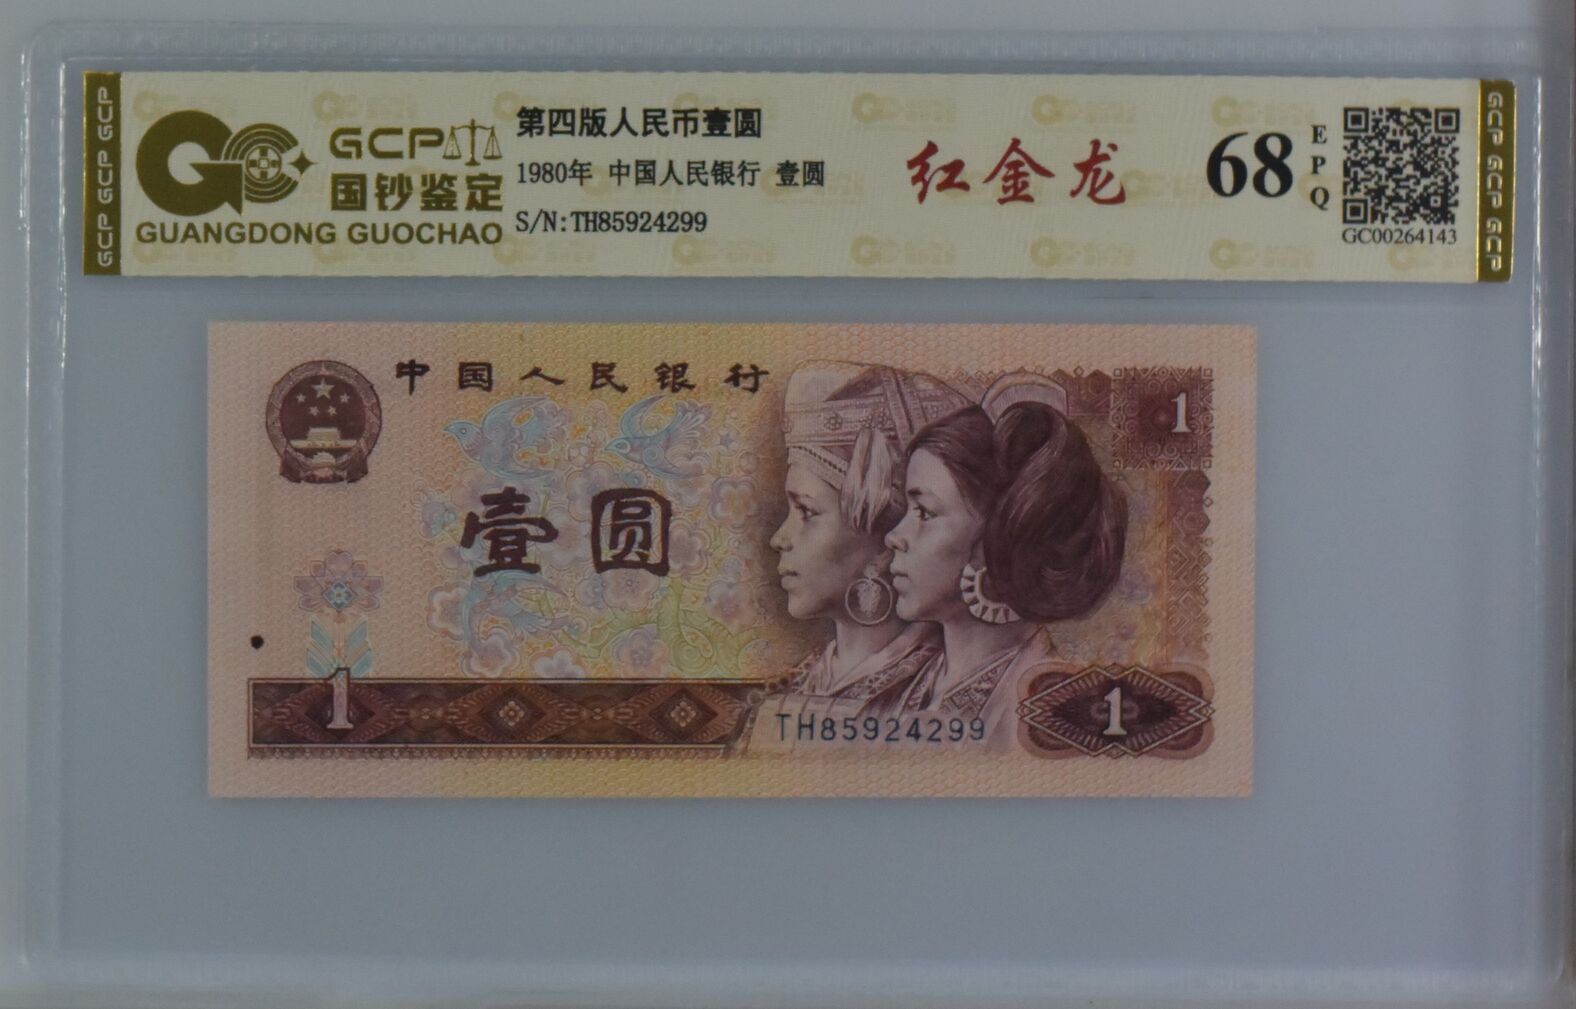 GCP GCP GCP
GCP
国钞鉴定
GUANGDONG GUOCHAO
第四版人民币壹圆
1980年 中国人民银行 壹圆
S/N:TH85924299
红金龙
68
EPQ
GC00264143
GCP GCP GCP
中国人民银行
1
壹圆
1
TH85924299
1